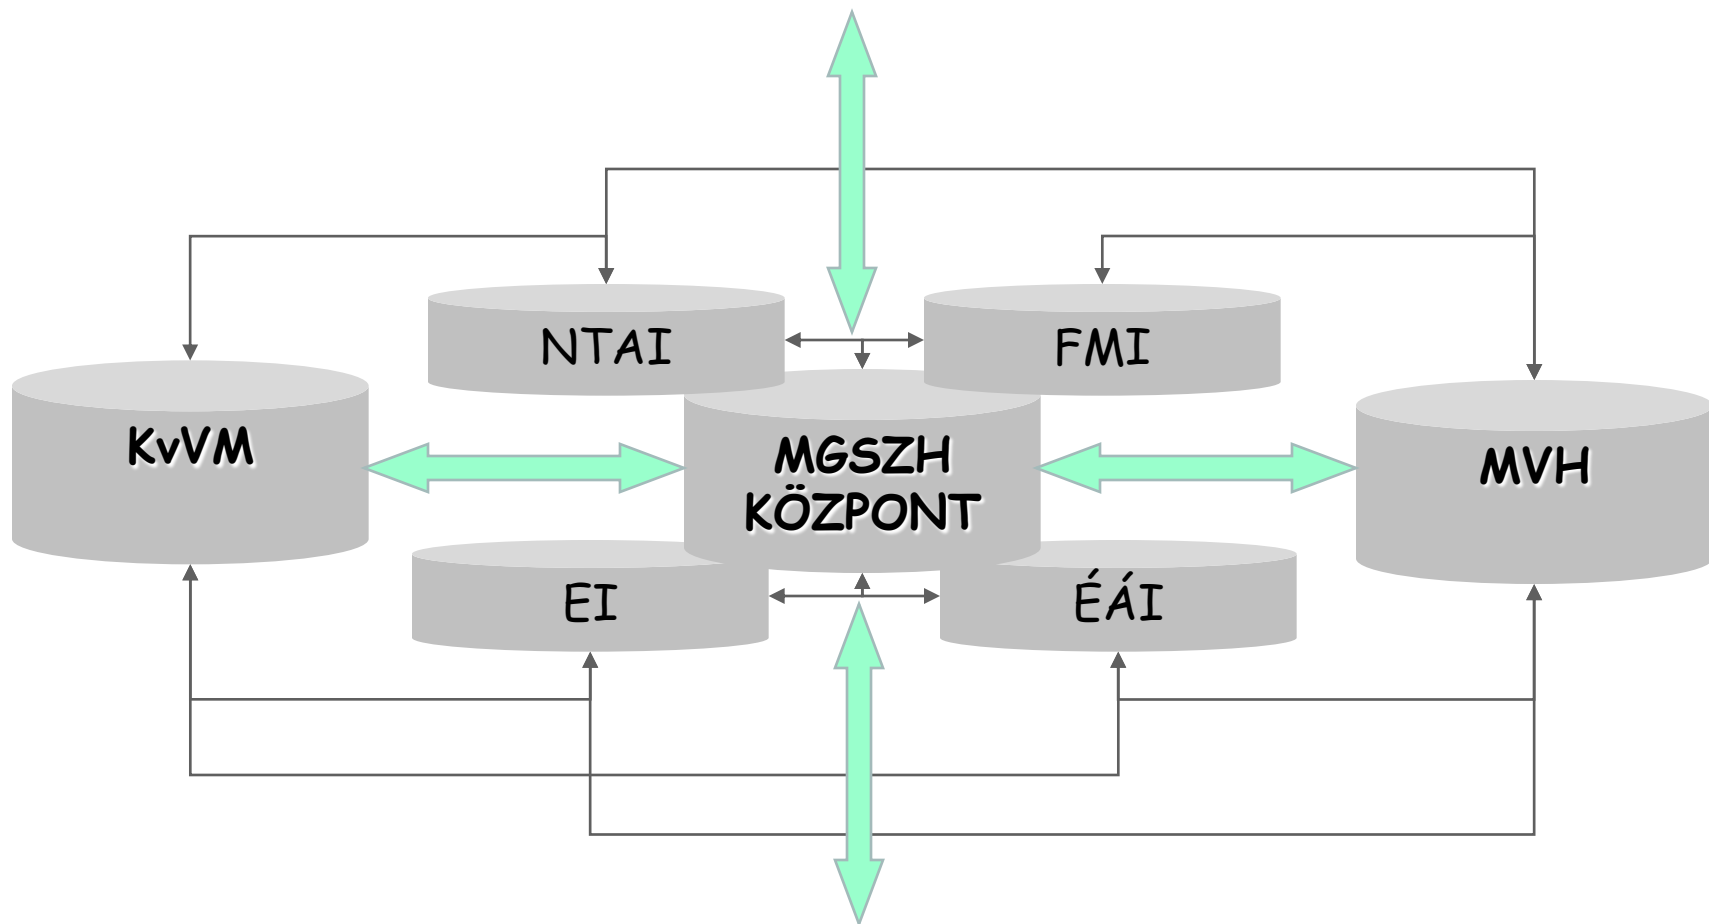 NTAI
FMI
KvVM
MGSZH
KÖZPONT
MVH
EI
ÉÁI